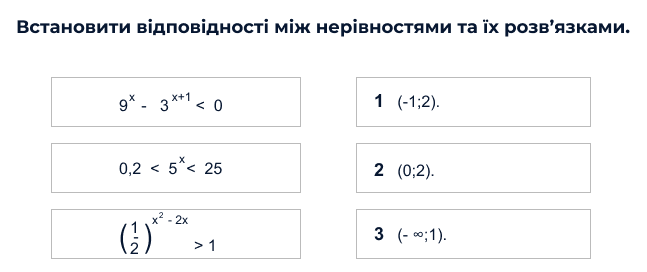 Встановити відповідності між нерівностями та їх розв’язками.
9^x - 3^x+1 < 0
1 (-1;2).
0,2 < 5^x < 25
2 (0;2).
(1/2)^x² - 2x > 1
3 (- ∞;1).